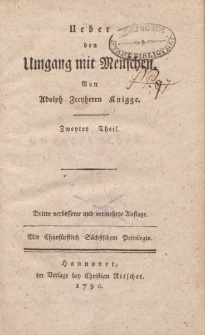 Ueber
den
Umgang mit Menschen.
Von
Adolph Freyherrn Knigge.
Zweyter Theil.
Dritte verbesserte und vermehrte Auflage.
Mit Churfürstlich Sächsischem Privilegio.
Hannover,
im Verlage bey Christian Ritscher.
1790.